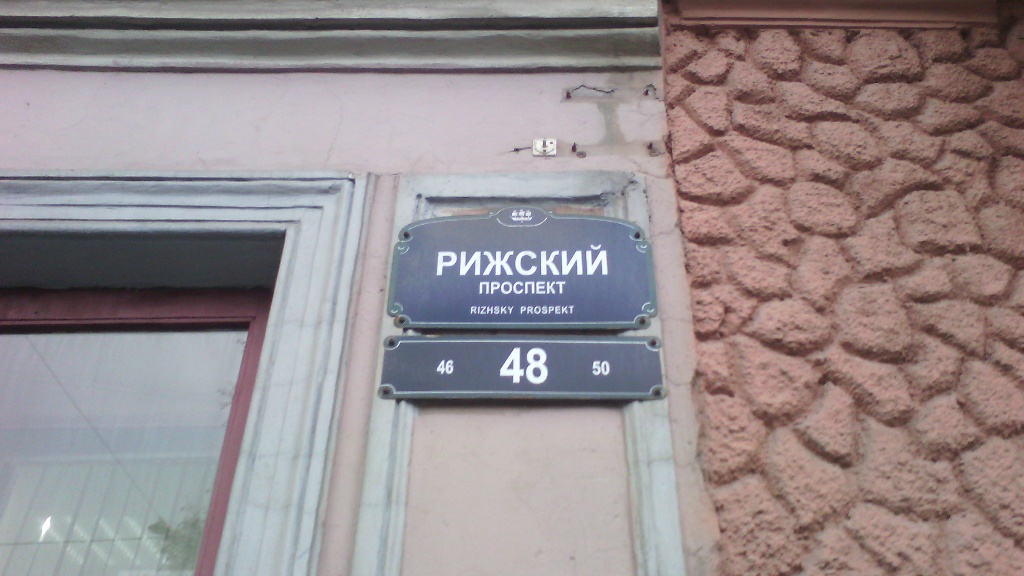 РИЖСКИЙ
ПРОСПЕКТ
RIZHSKY PROSPEKT
46 48 50